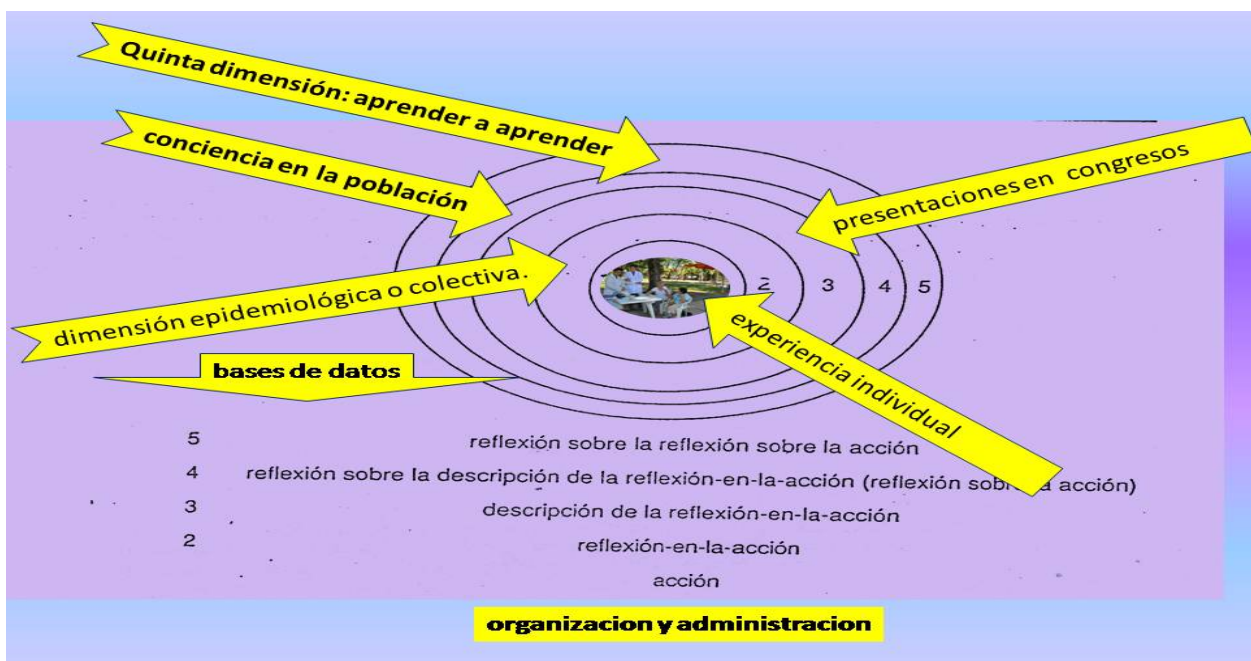 Quinta dimensión: aprender a aprender
conciencia en la población
presentaciones en congresos
dimensión epidemiológica o colectiva.
2 3 4 5
experiencia individual
bases de datos
5 reflexión sobre la reflexión sobre la acción
4 reflexión sobre la descripción de la reflexión-en-la-acción (reflexión sobre acción)
3 descripción de la reflexión-en-la-acción
2 reflexión-en-la-acción
acción
organizacion y administracion